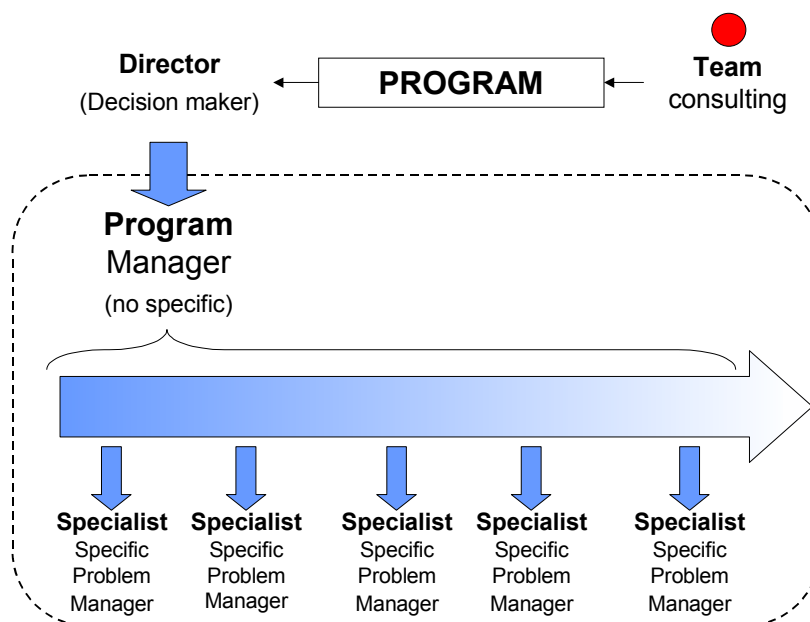 Director
(Decision maker)
PROGRAM
Team
consulting
Program
Manager
(no specific)
Specialist
Specific
Problem
Manager
Specialist
Specific
Problem
Manager
Specialist
Specific
Problem
Manager
Specialist
Specific
Problem
Manager
Specialist
Specific
Problem
Manager